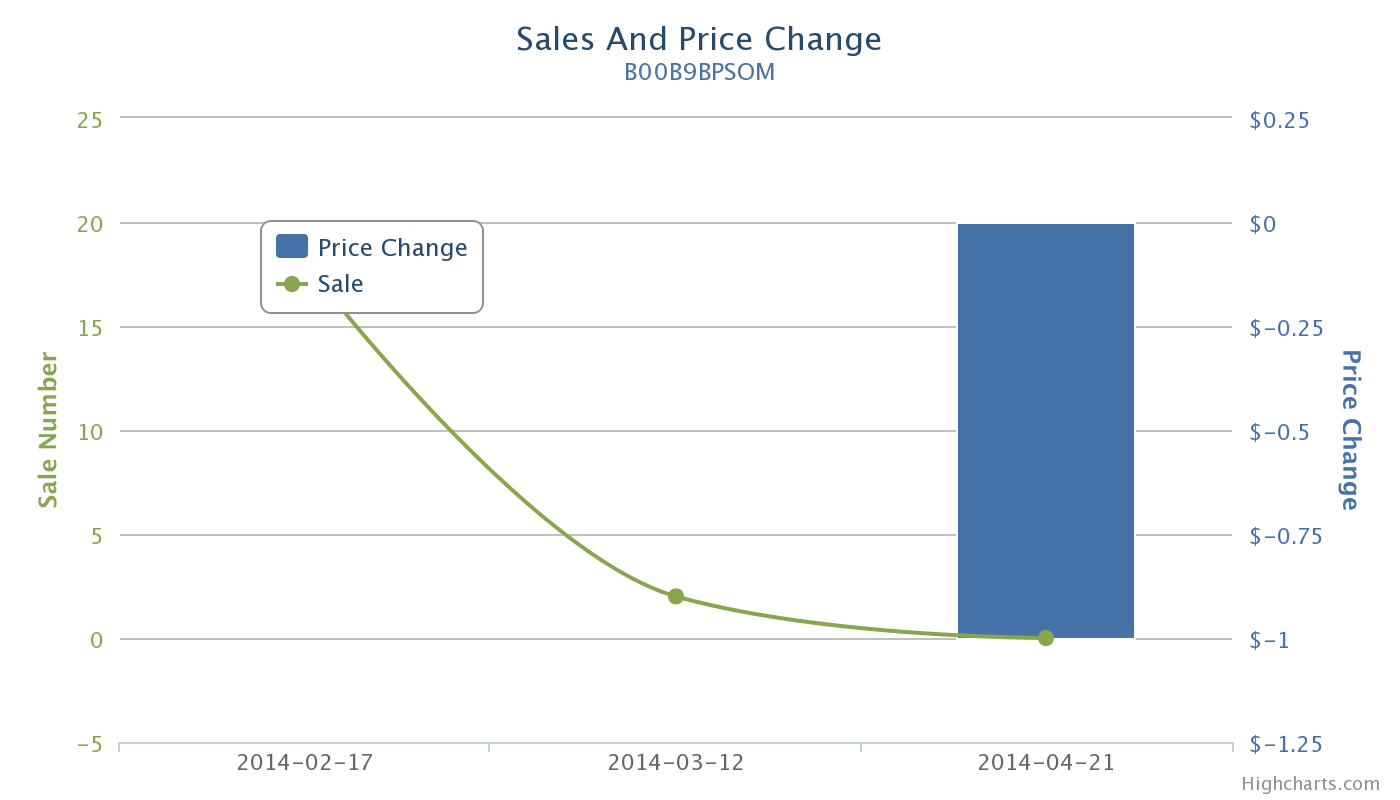 Sales And Price Change
B00B9BPSOM
25
20
15
10
5
0
−5
Sale Number
Price Change
Sale
$0.25
$0
$−0.25
$−0.5
$−0.75
$−1
$−1.25
Price Change
2014−02−17
2014−03−12
2014−04−21
Highcharts.com